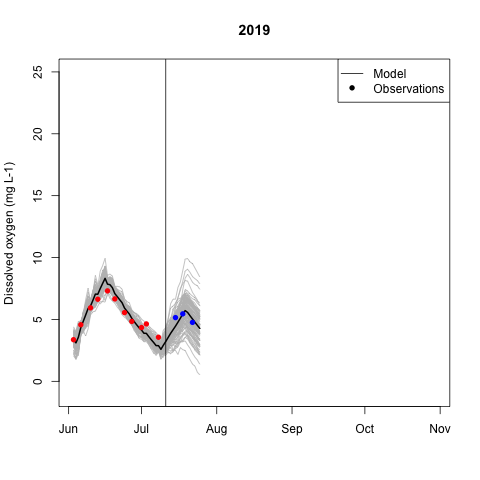 2019
Model
Observations
Dissolved oxygen (mg L-1)
25
20
15
10
5
0
Jun Jul Aug Sep Oct Nov